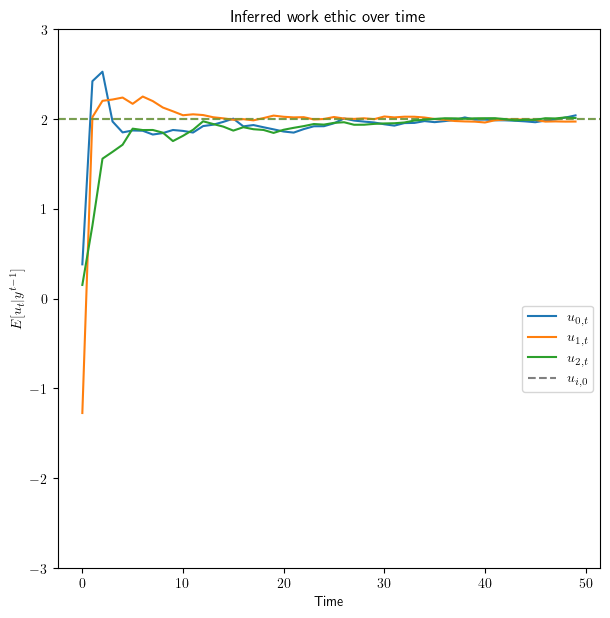 Inferred work ethic over time
3
2
1
0
−1
−2
−3
E[u_t|y^{t−1}]
u_{0,t}
u_{1,t}
u_{2,t}
u_{i,0}
0 10 20 30 40 50
Time